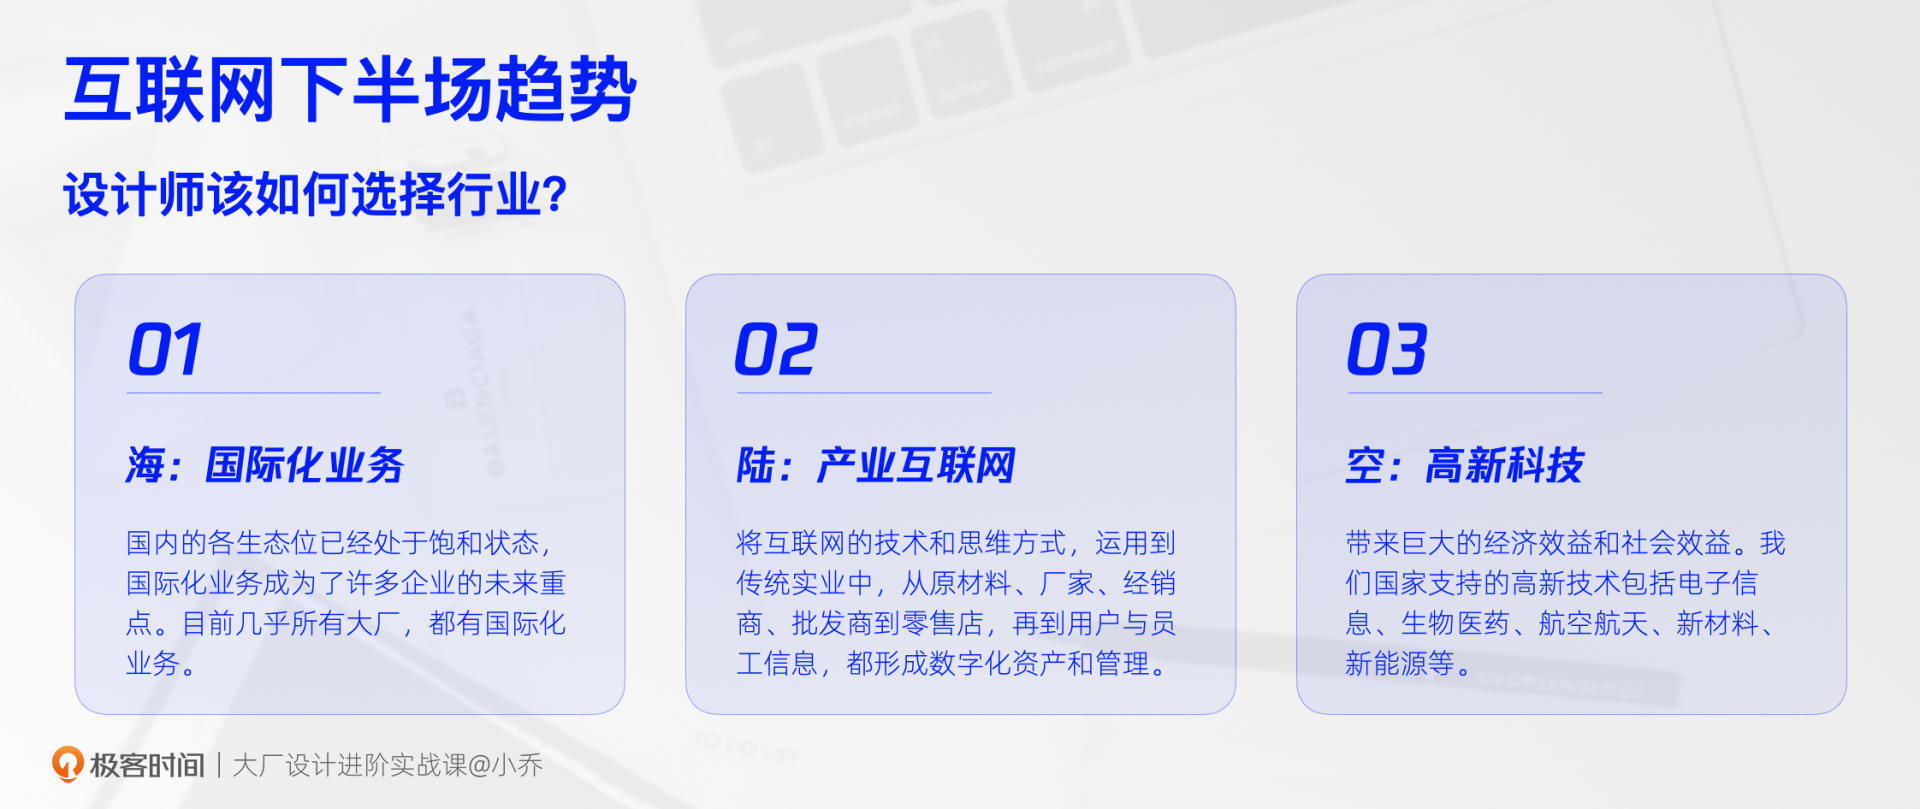 互联网下半场趋势
设计师该如何选择行业？
01
海：国际化业务
国内的各生态位已经处于饱和状态，
国际化业务成为了许多企业的未来重
点。目前几乎所有大厂，都有国际化
业务。
02
陆：产业互联网
将互联网的技术和思维方式，运用到
传统实业中，从原材料、厂家、经销
商、批发商到零售店，再到用户与员
工信息，都形成数字化资产和管理。
03
空：高新科技
带来巨大的经济效益和社会效益。我
们国家支持的高新技术包括电子信
息、生物医药、航空航天、新材料、
新能源等。
B
BALENCIAGA
TO DO LIST
极客时间｜大厂设计进阶实战课@小乔